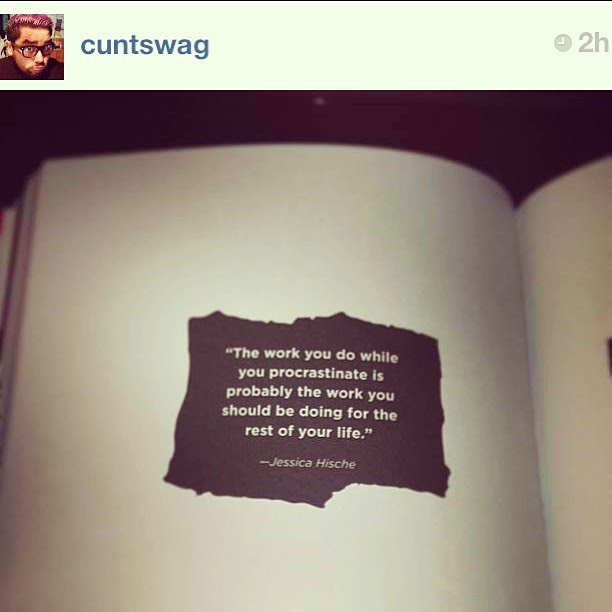 cuntswag
2h
“The work you do while
you procrastinate is
probably the work you
should be doing for the
rest of your life.”
—Jessica Hische